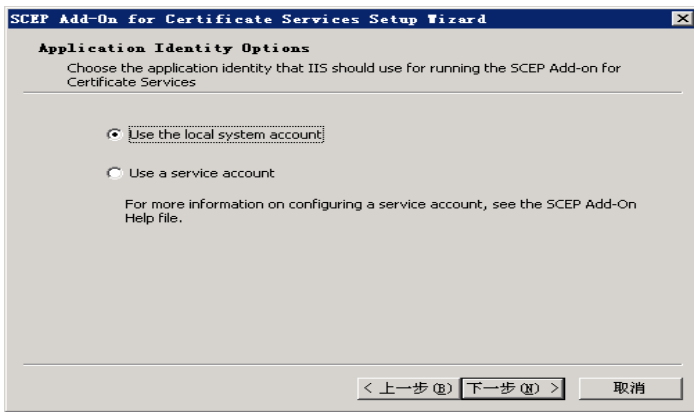 SCEP Add-On for Certificate Services Setup Wizard
Application Identity Options
Choose the application identity that IIS should use for running the SCEP Add-on for
Certificate Services
Use the local system account
Use a service account
For more information on configuring a service account, see the SCEP Add-On
Help file.
< 上一步(B) 下一步(N) > 取消